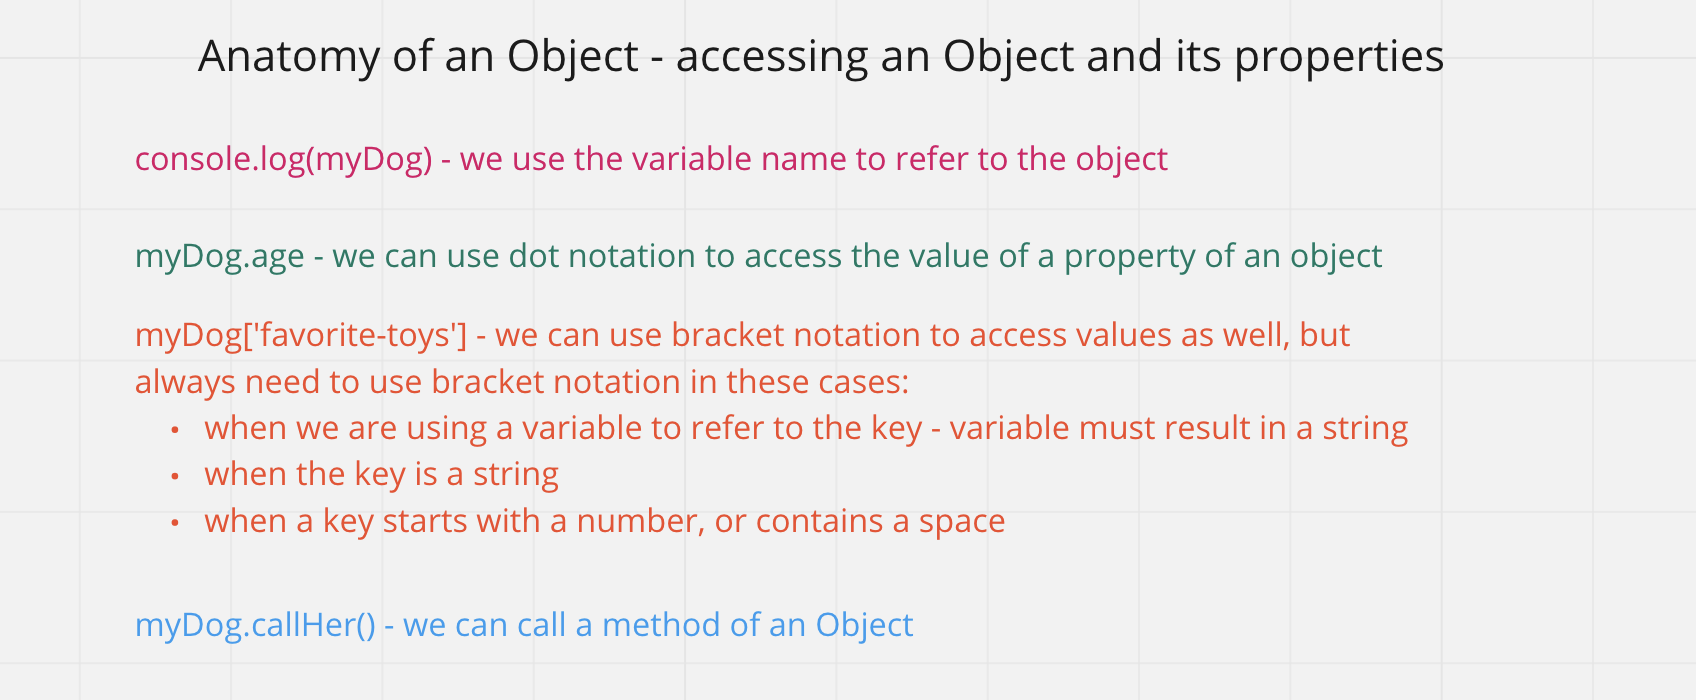 Anatomy of an Object - accessing an Object and its properties
console.log(myDog) - we use the variable name to refer to the object
myDog.age - we can use dot notation to access the value of a property of an object
myDog['favorite-toys'] - we can use bracket notation to access values as well, but
always need to use bracket notation in these cases:
• when we are using a variable to refer to the key - variable must result in a string
• when the key is a string
• when a key starts with a number, or contains a space
myDog.callHer() - we can call a method of an Object